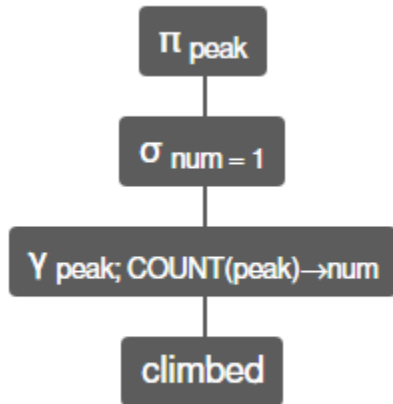 π peak
σ num = 1
γ peak; COUNT(peak)→num
climbed